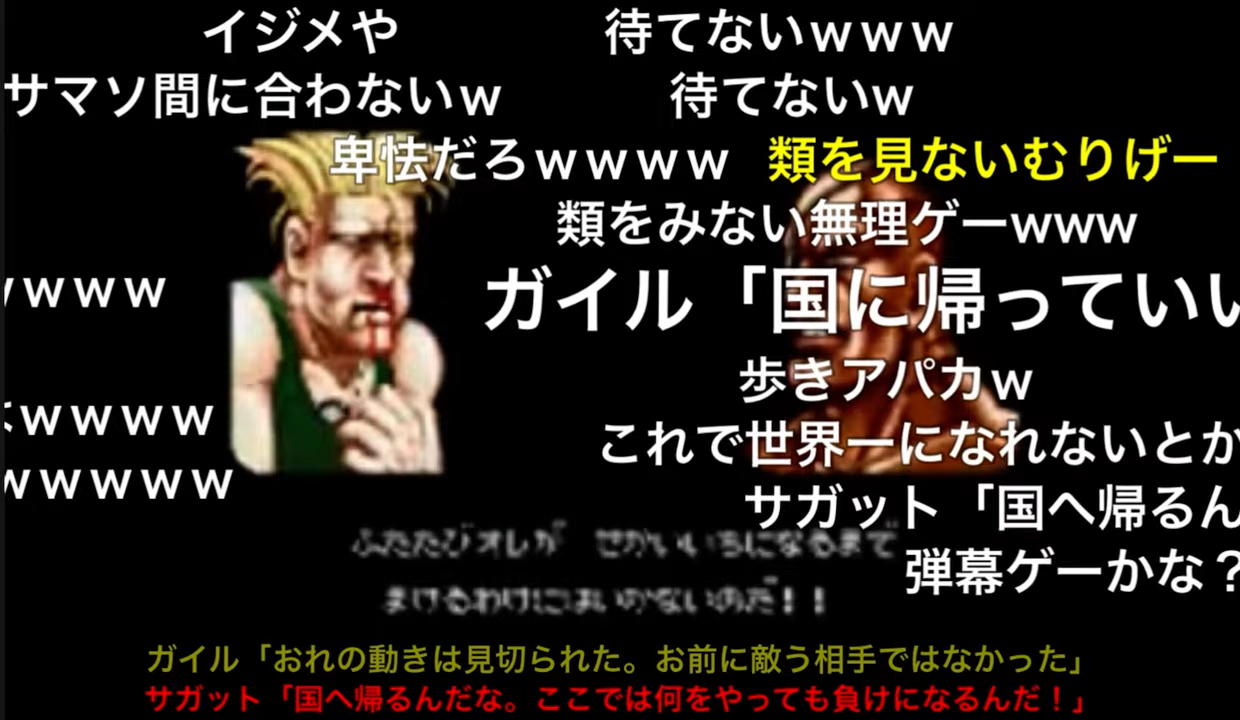 イジメや
待てないｗｗｗ
サマソ間に合わないｗ
待てないｗ
卑怯だろｗｗｗｗ
類を見ないむりげー
類をみない無理ゲーwww
ｗｗｗ
ガイル「国に帰っていい
歩きアパカｗ
ｗｗｗｗ
これで世界一になれないとか
ｗｗｗｗｗ
サガット「国へ帰るん
ふたたびオレが せかいいちになるまで
弾幕ゲーかな？
まけるわけにはいかないのだ！！
ガイル「おれの動きは見切られた。お前に敵う相手ではなかった」
サガット「国へ帰るんだな。ここでは何をやっても負けになるんだ！」